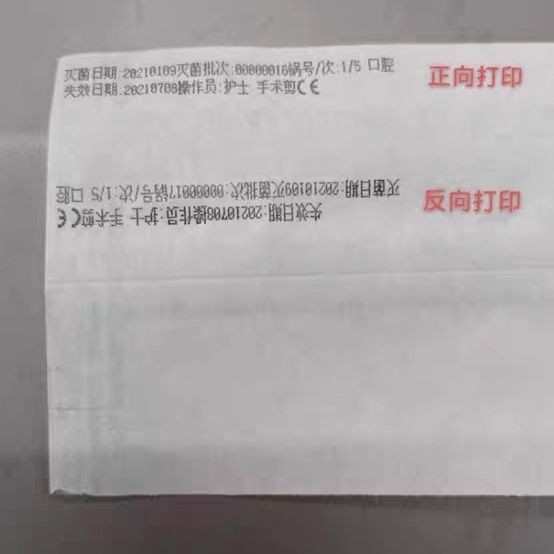 灭菌日期:20210109灭菌批次:00000016锅号/次:1/5 口腔
失效日期:20210708操作员:护士 手术剪CE
正向打印
灭菌日期:20210109灭菌批次:00000017锅号/次:1/5 口腔
失效日期:20210708操作员:护士 手术剪CE
反向打印